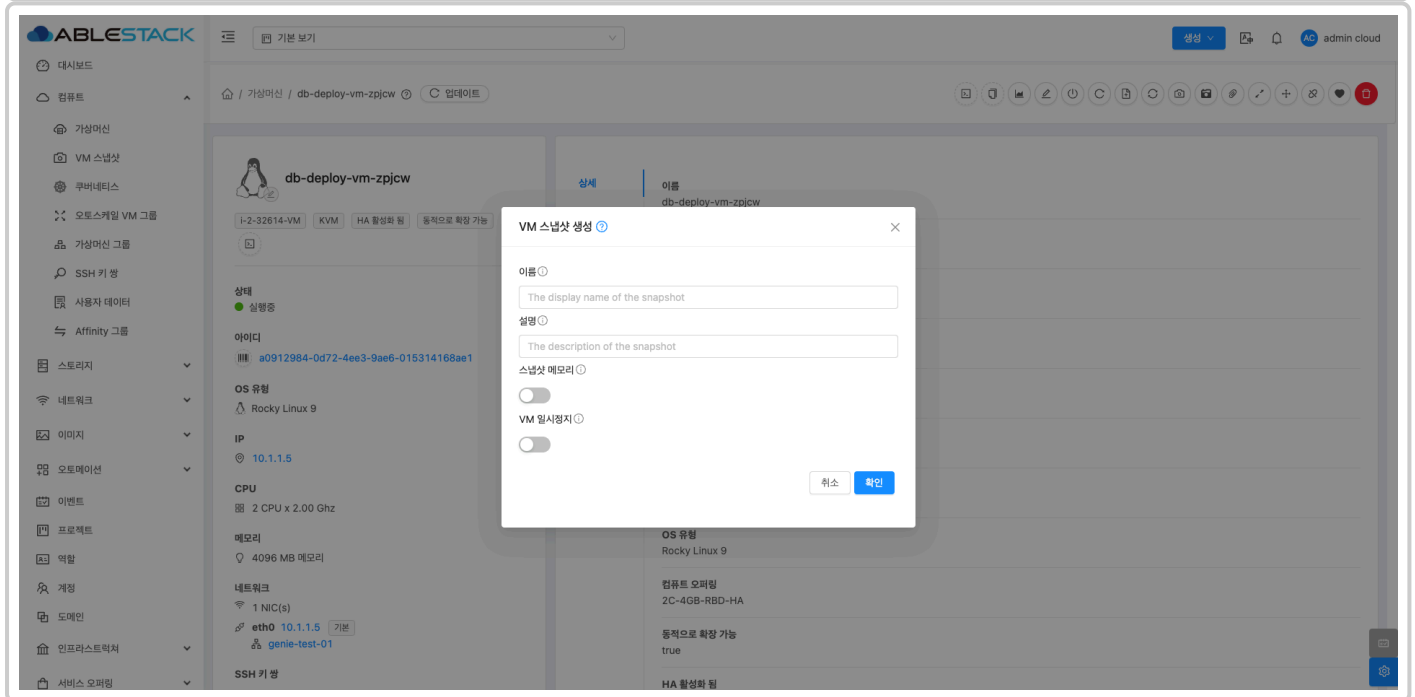 ABLESTACK
기본 보기
생성
AC
admin cloud
대시보드
컴퓨트
가상머신
VM 스냅샷
쿠버네티스
오토스케일 VM 그룹
가상머신 그룹
SSH 키 쌍
사용자 데이터
Affinity 그룹
스토리지
네트워크
이미지
오토메이션
이벤트
프로젝트
역할
계정
도메인
인프라스트럭쳐
서비스 오퍼링
/ 가상머신 / db-deploy-vm-zpjcw
업데이트
db-deploy-vm-zpjcw
i-2-32614-VM
KVM
HA 활성화 됨
동적으로 확장 가능
상태
실행중
아이디
a0912984-0d72-4ee3-9ae6-015314168ae1
OS 유형
Rocky Linux 9
IP
10.1.1.5
CPU
2 CPU x 2.00 Ghz
메모리
4096 MB 메모리
네트워크
1 NIC(s)
eth0 10.1.1.5 기본
genie-test-01
SSH 키 쌍
상세
이름
db-deploy-vm-zpjcw
VM 스냅샷 생성
이름
The display name of the snapshot
설명
The description of the snapshot
스냅샷 메모리
VM 일시정지
취소
확인
OS 유형
Rocky Linux 9
컴퓨트 오퍼링
2C-4GB-RBD-HA
동적으로 확장 가능
true
HA 활성화 됨